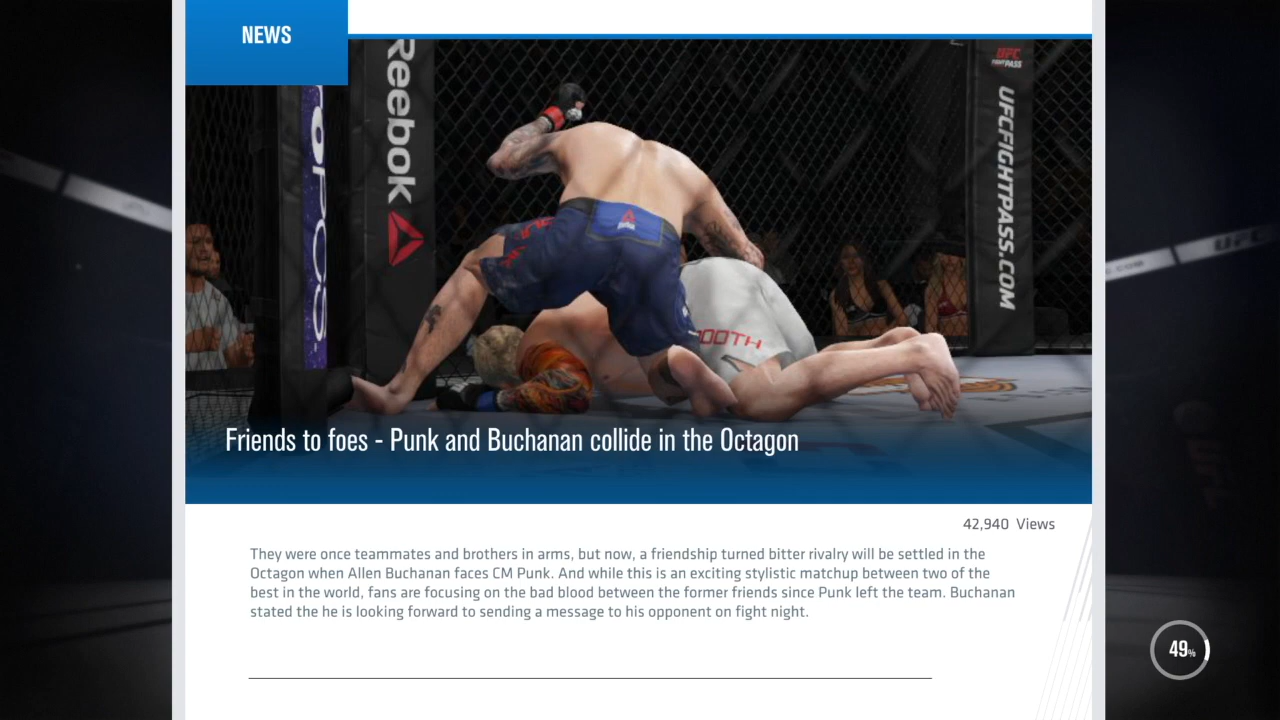 NEWS
Reebok
UFC
FIGHT PASS
UFCFIGHTPASS.COM
OOTH
Friends to foes - Punk and Buchanan collide in the Octagon
42,940 Views
They were once teammates and brothers in arms, but now, a friendship turned bitter rivalry will be settled in the
Octagon when Allen Buchanan faces CM Punk. And while this is an exciting stylistic matchup between two of the
best in the world, fans are focusing on the bad blood between the former friends since Punk left the team. Buchanan
stated the he is looking forward to sending a message to his opponent on fight night.
UFC
49%